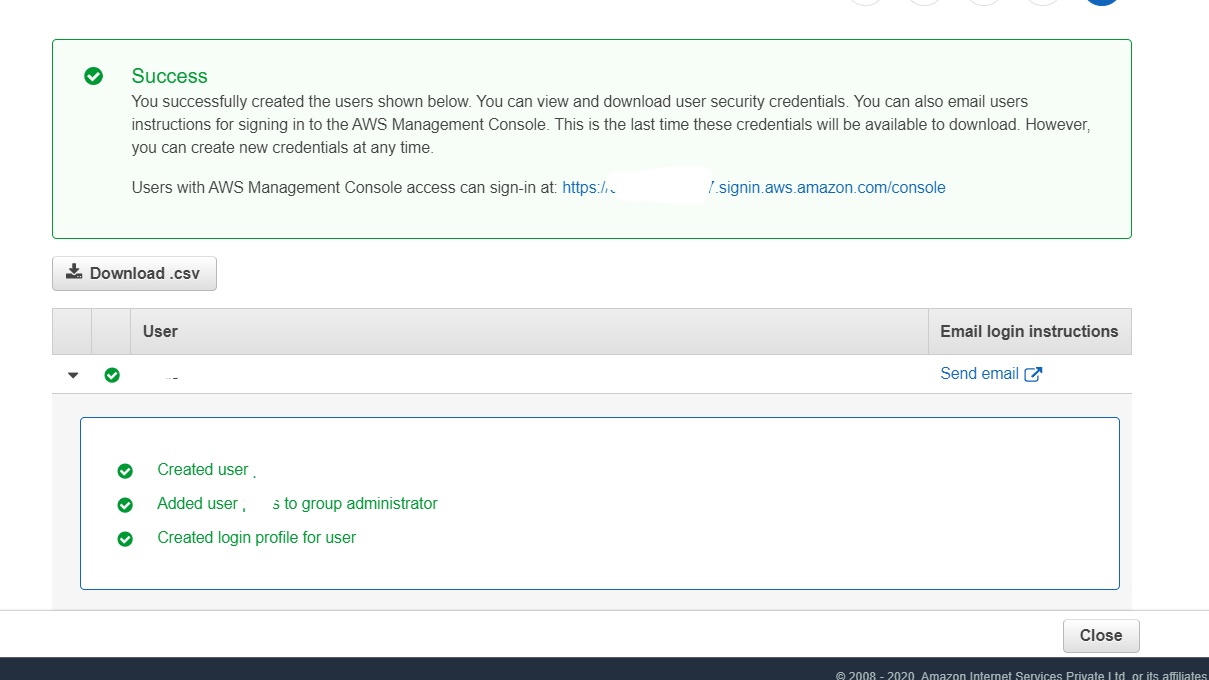 Success
You successfully created the users shown below. You can view and download user security credentials. You can also email users
instructions for signing in to the AWS Management Console. This is the last time these credentials will be available to download. However,
you can create new credentials at any time.
Users with AWS Management Console access can sign-in at: https:// .signin.aws.amazon.com/console
Download .csv
User Email login instructions
Send email
Created user
Added user s to group administrator
Created login profile for user
Close
© 2008 - 2020, Amazon Internet Services Private Ltd. or its affiliates